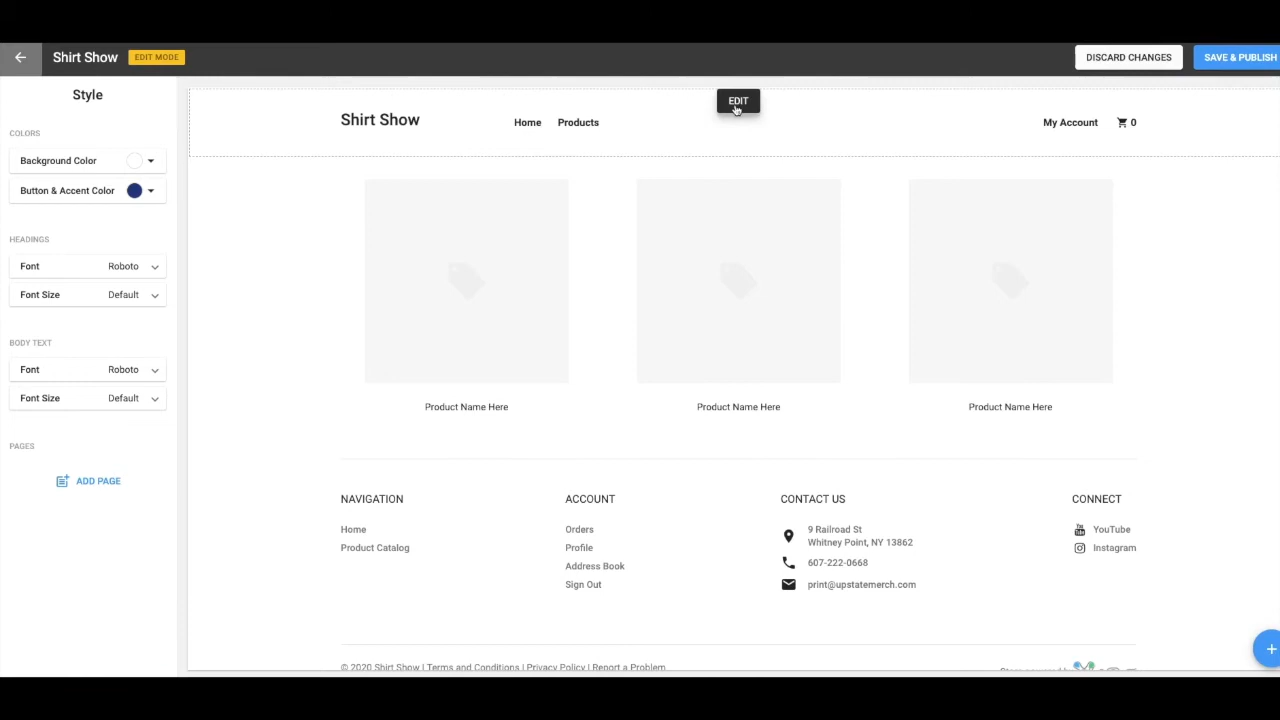 Shirt Show EDIT MODE DISCARD CHANGES SAVE & PUBLISH
Style
COLORS
Background Color
Button & Accent Color
HEADINGS
Font Roboto
Font Size Default
BODY TEXT
Font Roboto
Font Size Default
PAGES
ADD PAGE
EDIT
Shirt Show Home Products My Account 0
Product Name Here Product Name Here Product Name Here
NAVIGATION
Home
Product Catalog
ACCOUNT
Orders
Profile
Address Book
Sign Out
CONTACT US
9 Railroad St
Whitney Point, NY 13862
607-222-0668
print@upstatemerch.com
CONNECT
YouTube
Instagram
© 2020 Shirt Show | Terms and Conditions | Privacy Policy | Report a Problem
Store powered by